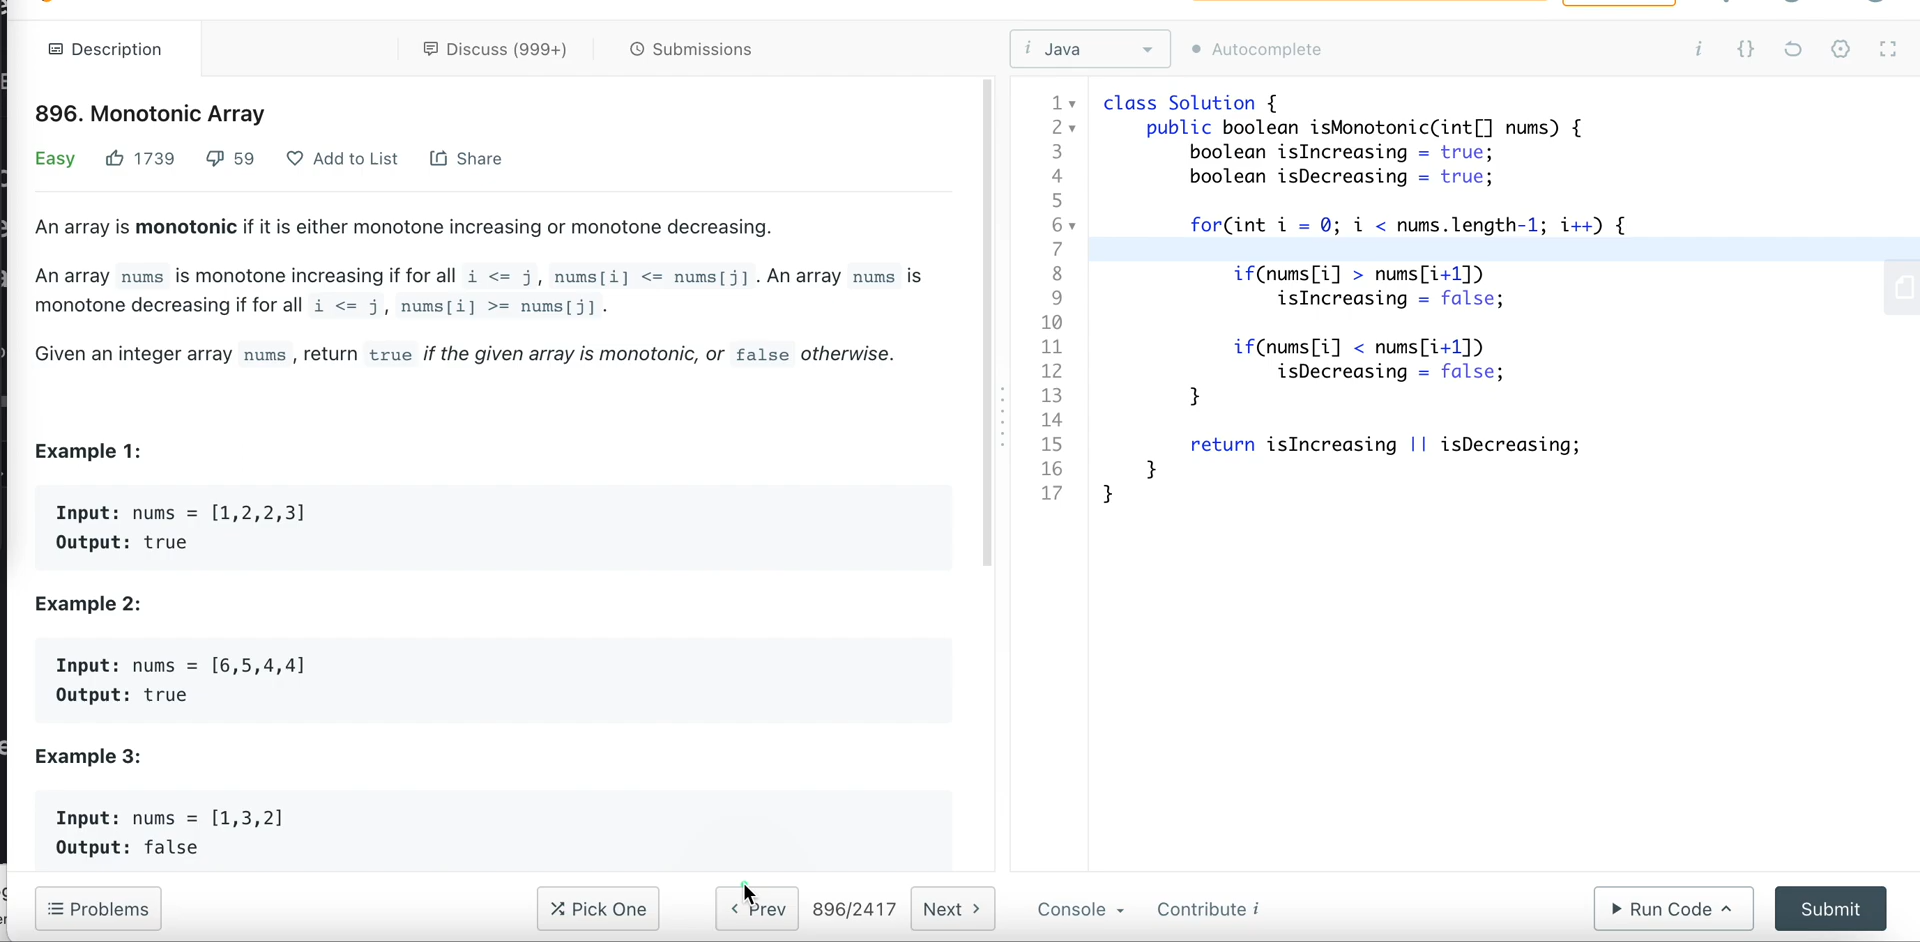 Description
Discuss (999+)
Submissions
896. Monotonic Array
Easy 1739 59 Add to List Share
An array is monotonic if it is either monotone increasing or monotone decreasing.
An array nums is monotone increasing if for all i <= j, nums[i] <= nums[j]. An array nums is
monotone decreasing if for all i <= j, nums[i] >= nums[j].
Given an integer array nums, return true if the given array is monotonic, or false otherwise.
Example 1:
Input: nums = [1,2,2,3]
Output: true
Example 2:
Input: nums = [6,5,4,4]
Output: true
Example 3:
Input: nums = [1,3,2]
Output: false
Problems
Pick One
Prev
896/2417
Next
i Java
Autocomplete
i {}
1 class Solution {
2 public boolean isMonotonic(int[] nums) {
3 boolean isIncreasing = true;
4 boolean isDecreasing = true;
5
6 for(int i = 0; i < nums.length-1; i++) {
7
8 if(nums[i] > nums[i+1])
9 isIncreasing = false;
10
11 if(nums[i] < nums[i+1])
12 isDecreasing = false;
13 }
14
15 return isIncreasing || isDecreasing;
16 }
17 }
Console
Contribute i
Run Code
Submit